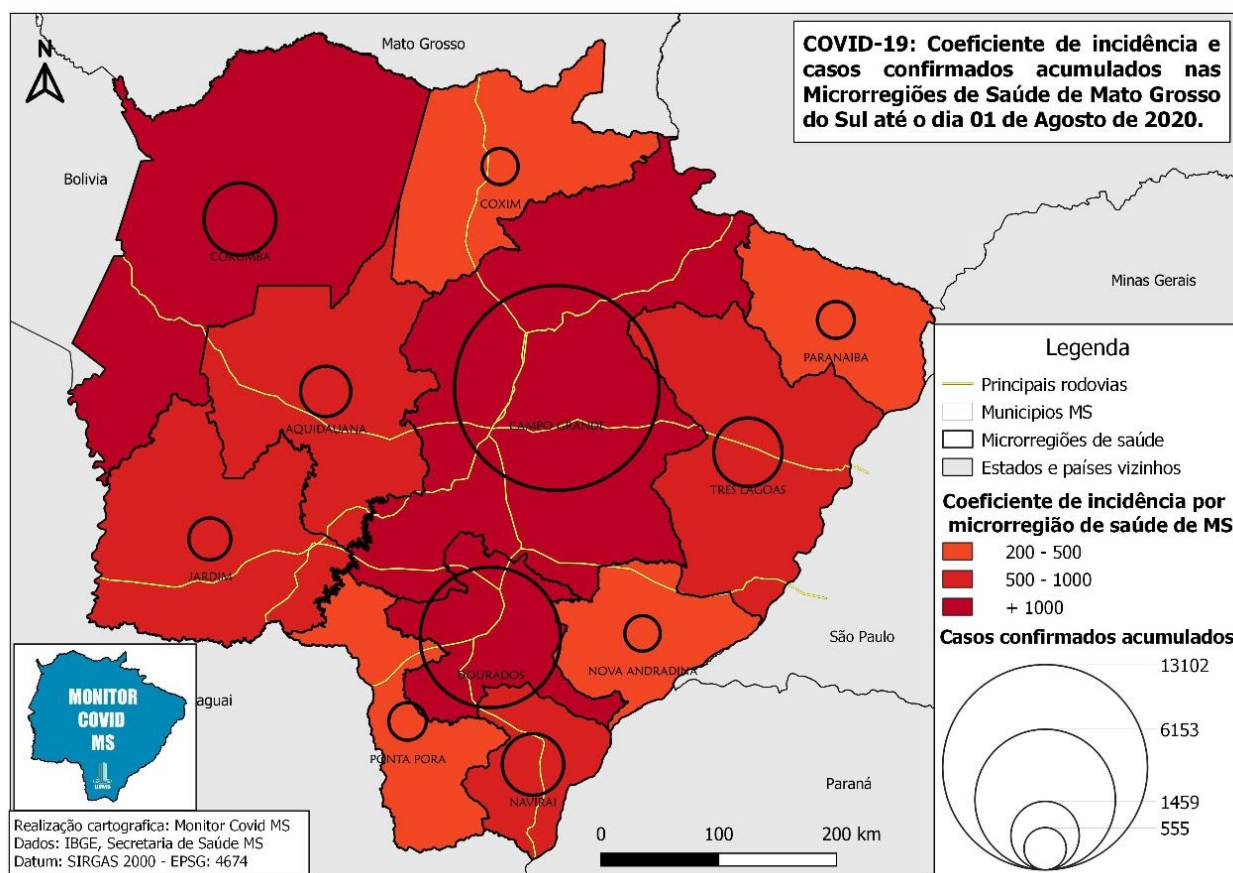 COVID-19: Coeficiente de incidência e
casos confirmados acumulados nas
Microrregiões de Saúde de Mato Grosso
do Sul até o dia 01 de Agosto de 2020.
N
Mato Grosso
Bolivia
COXIM
CORUMBA
Minas Gerais
PARANAIBA
AQUIDAUANA
CAMPO GRANDE
TRES LAGOAS
JARDIM
São Paulo
NOVA ANDRADINA
DOURADOS
aguai
PONTA PORA
NAVIRAI
Paraná
Legenda
Principais rodovias
Municipios MS
Microrregiões de saúde
Estados e países vizinhos
Coeficiente de incidência por
microrregião de saúde de MS
200 - 500
500 - 1000
+ 1000
Casos confirmados acumulados
13102
6153
1459
555
MONITOR
COVID
MS
UFMS
Realização cartografica: Monitor Covid MS
Dados: IBGE, Secretaria de Saúde MS
Datum: SIRGAS 2000 - EPSG: 4674
0 100 200 km